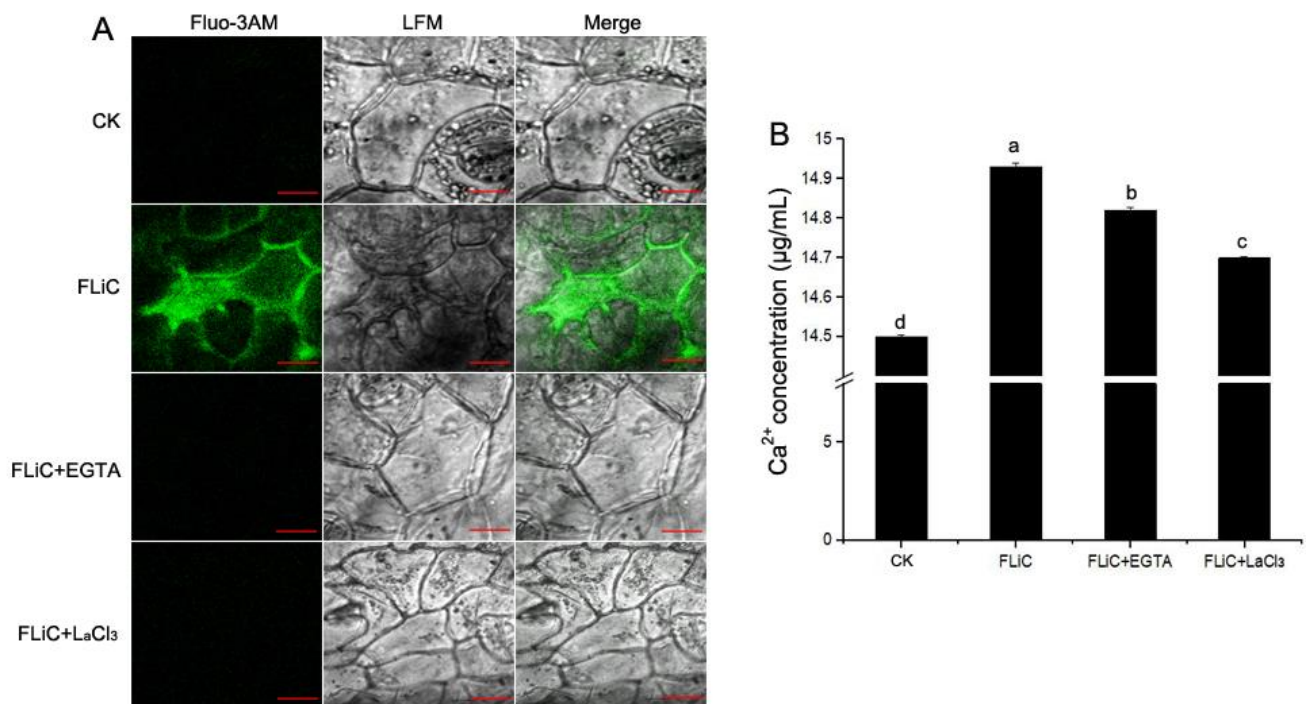 A
Fluo-3AM LFM Merge
CK
FLiC
FLiC+EGTA
FLiC+LaCl₃
B
Ca²⁺ concentration (µg/mL)
15
14.9
14.8
14.7
14.6
14.5
5
0
d
a
b
c
CK FLiC FLiC+EGTA FLiC+LaCl₃